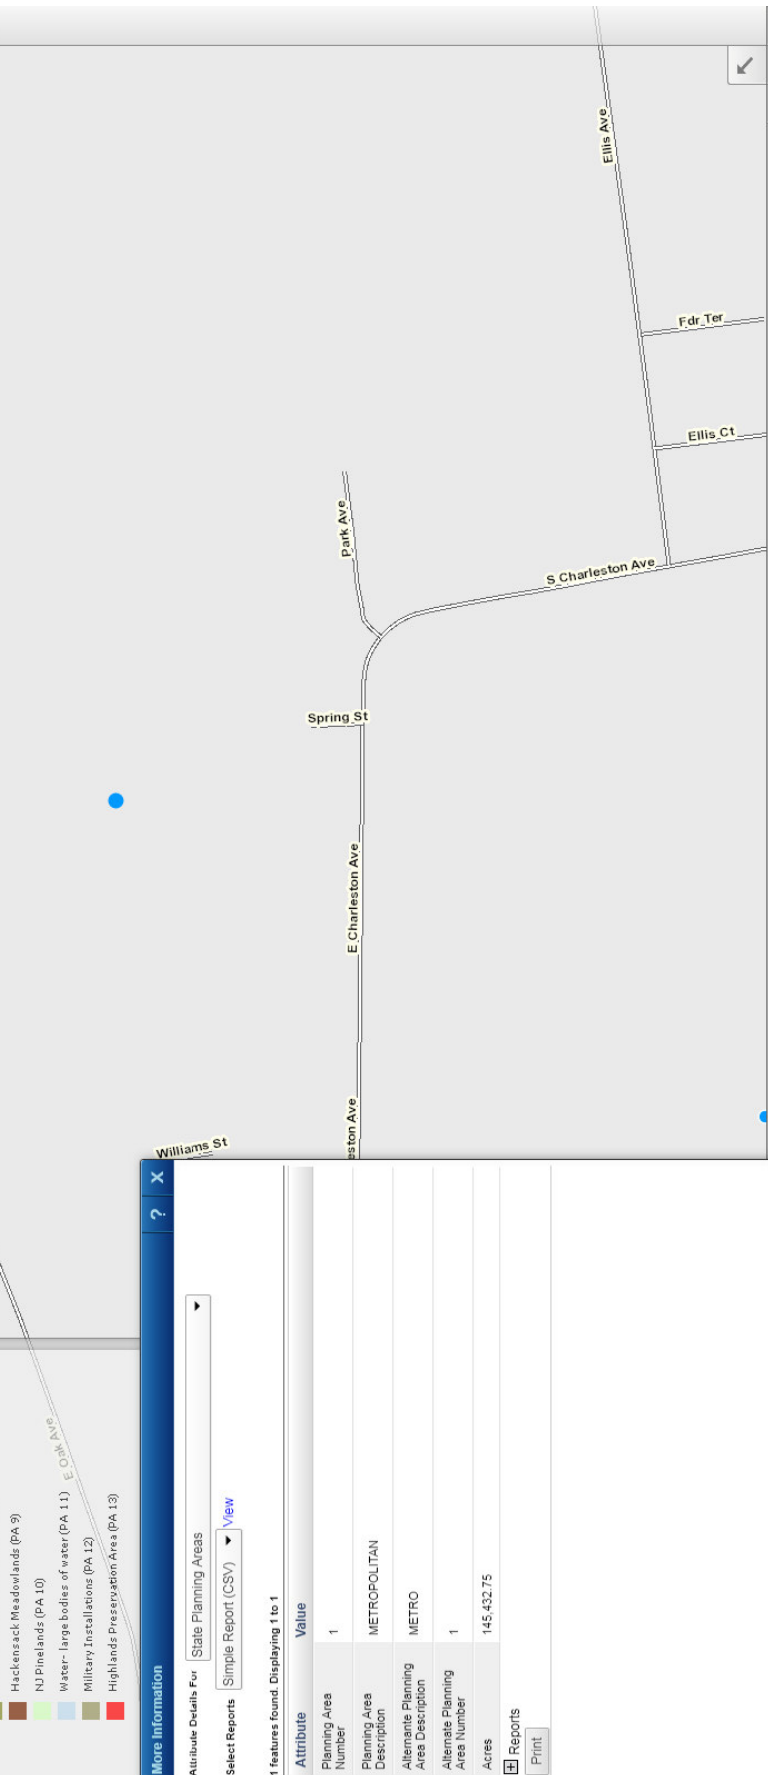 Ellis Ave
Fdr Ter
Ellis Ct
Park Ave
S Charleston Ave
Spring St
E Charleston Ave
eston Ave
Williams St
E Oak Ave
Hackensack Meadowlands (PA 9)
NJ Pinelands (PA 10)
Water- large bodies of water (PA 11)
Military Installations (PA 12)
Highlands Preservation Area (PA 13)
More Information ? X
Attribute Details For State Planning Areas
Select Reports Simple Report (CSV) View
1 features found. Displaying 1 to 1
Attribute Value
Planning Area
Number
1
Planning Area
Description
METROPOLITAN
Alternante Planning
Area Description
METRO
Alternate Planning
Area Number
1
Acres 145,432.75
Reports
Print